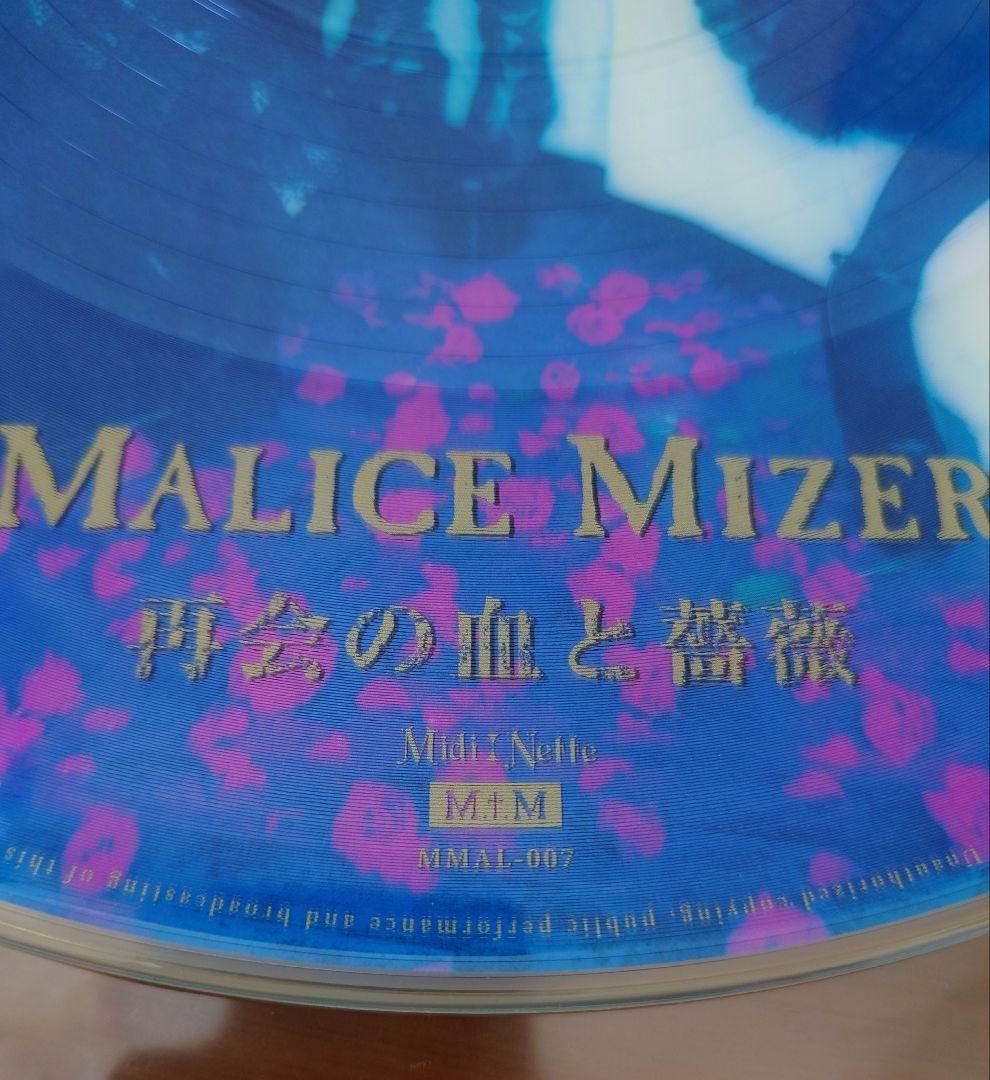 MALICE MIZER
再会の血と薔薇
Midi:Nette
M.†.M
MMAL-007
Unauthorized copying, public performance and broadcasting of this